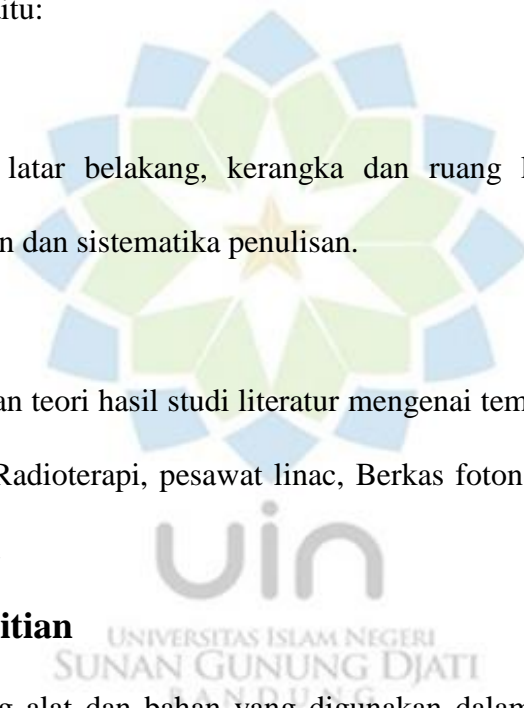 itu:
latar belakang, kerangka dan ruang
n dan sistematika penulisan.
an teori hasil studi literatur mengenai tem
Radioterapi, pesawat linac, Berkas foton
uin
itian
UNIVERSITAS ISLAM NEGERI
SUNAN GUNUNG DJATI
g alat dan bahan yang digunakan dalam
BANDUNG